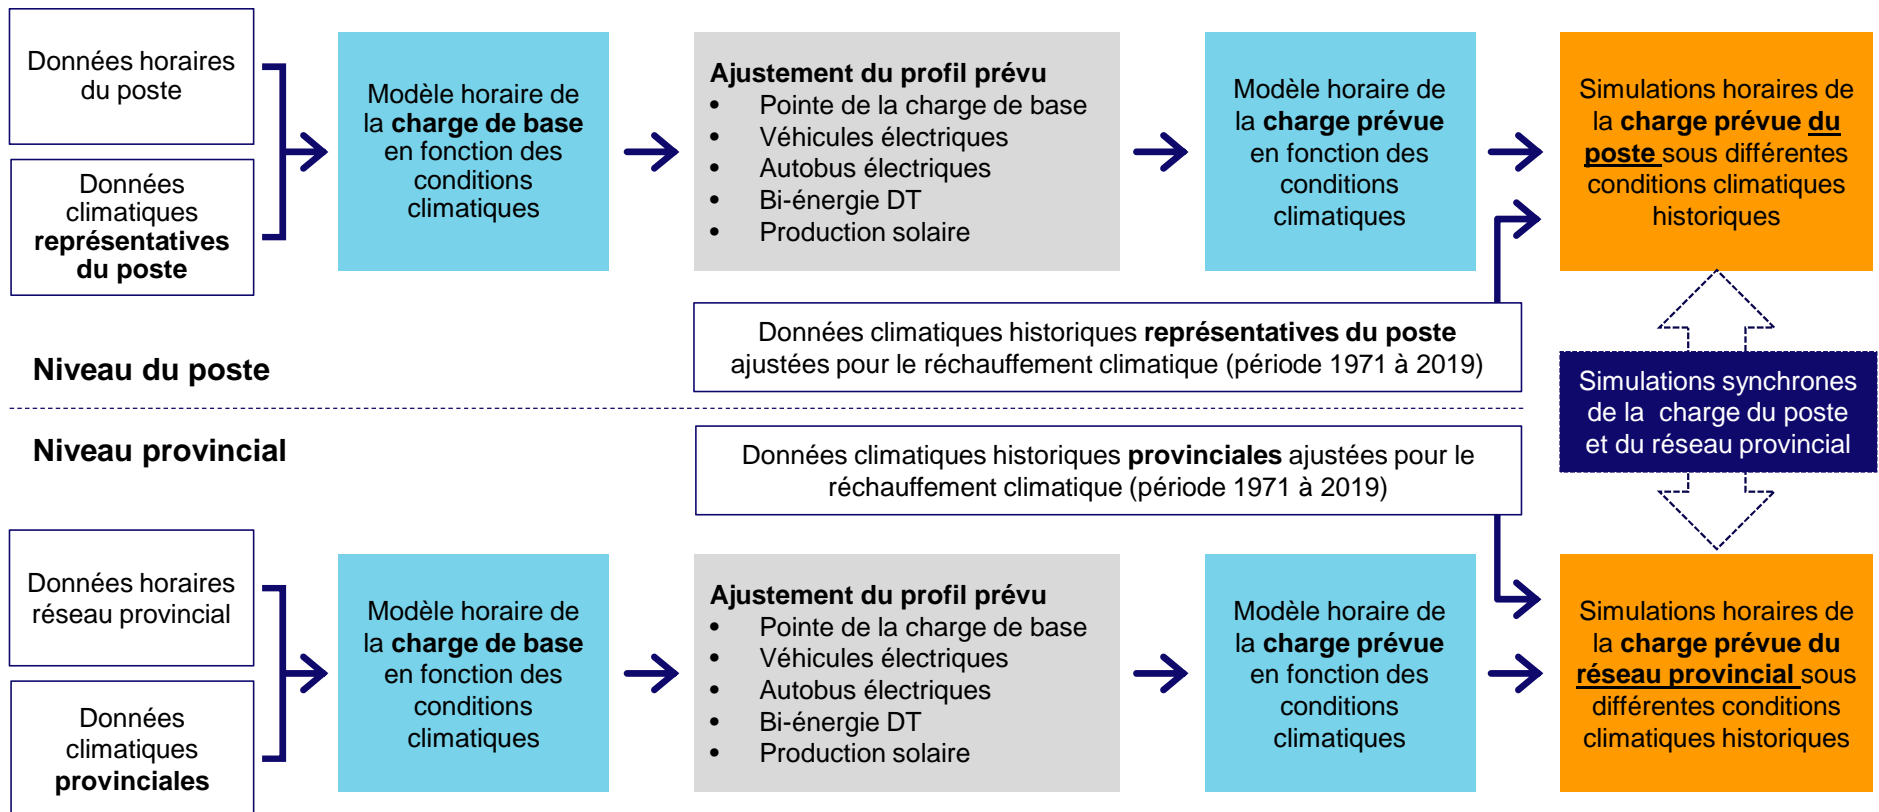 Données horaires
du poste
Données
climatiques
représentatives
du poste
Modèle horaire de
la charge de base
en fonction des
conditions
climatiques
Ajustement du profil prévu
• Pointe de la charge de base
• Véhicules électriques
• Autobus électriques
• Bi-énergie DT
• Production solaire
Modèle horaire de
la charge prévue
en fonction des
conditions
climatiques
Simulations horaires de
la charge prévue du
poste sous différentes
conditions climatiques
historiques
Données climatiques historiques représentatives du poste
ajustées pour le réchauffement climatique (période 1971 à 2019)
Niveau du poste
Simulations synchrones
de la charge du poste
et du réseau provincial
Niveau provincial
Données climatiques historiques provinciales ajustées pour le
réchauffement climatique (période 1971 à 2019)
Données horaires
réseau provincial
Données
climatiques
provinciales
Modèle horaire de
la charge de base
en fonction des
conditions
climatiques
Ajustement du profil prévu
• Pointe de la charge de base
• Véhicules électriques
• Autobus électriques
• Bi-énergie DT
• Production solaire
Modèle horaire de
la charge prévue
en fonction des
conditions
climatiques
Simulations horaires de
la charge prévue du
réseau provincial sous
différentes conditions
climatiques historiques